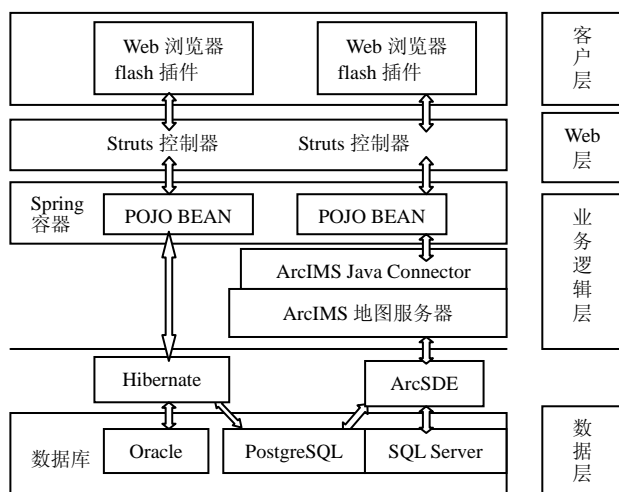 Web 浏览器
flash 插件
Web 浏览器
flash 插件
客户层
Struts 控制器
Struts 控制器
Web
层
Spring
容器
POJO BEAN
POJO BEAN
业务逻辑层
ArcIMS Java Connector
ArcIMS 地图服务器
Hibernate
ArcSDE
数据库
Oracle
PostgreSQL
SQL Server
数据层